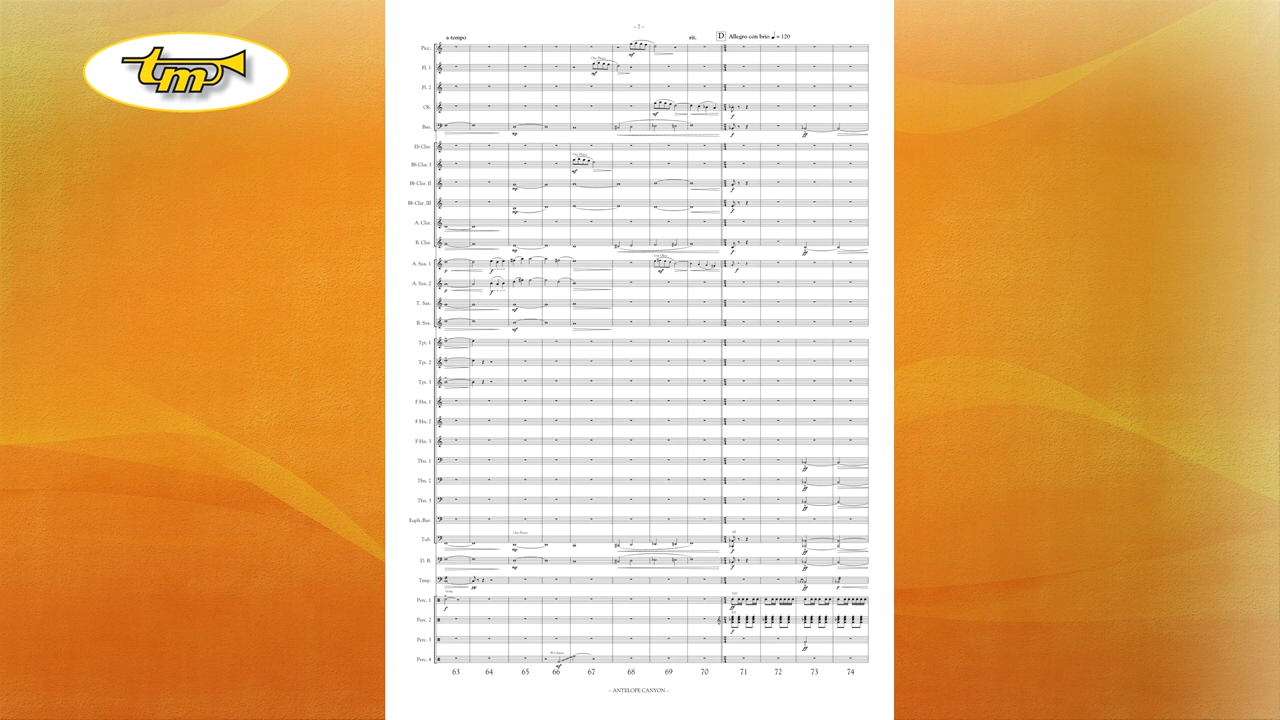 tm
– 7 –
a tempo
rit.
D Allegro con brio ♩ = 120
Picc.
Fl. 1
Fl. 2
Ob.
Bsn.
Eb Clar.
Bb Clar. I
Bb Clar. II
Bb Clar. III
A. Clar.
B. Clar.
A. Sax. 1
A. Sax. 2
T. Sax.
B. Sax.
Tpt. 1
Tpt. 2
Tpt. 3
F Hn. 1
F Hn. 2
F Hn. 3
Tbn. 1
Tbn. 2
Tbn. 3
Euph./Bar.
Tub.
D. B.
Timp.
Perc. 1
Perc. 2
Perc. 3
Perc. 4
63 64 65 66 67 68 69 70 71 72 73 74
– ANTELOPE CANYON –